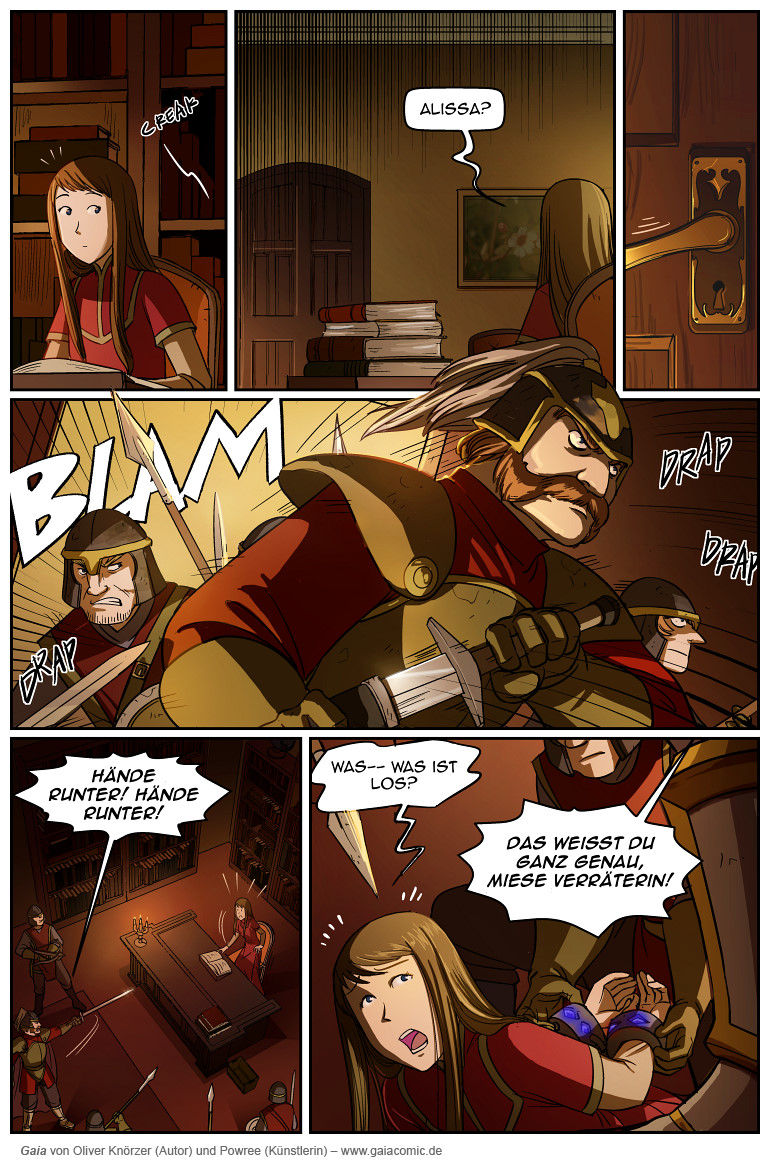 CREAK
ALISSA?
BLAM
DRAP
DRAP
DRAP
HÄNDE
RUNTER! HÄNDE
RUNTER!
WAS-- WAS IST
LOS?
DAS WEISST DU
GANZ GENAU,
MIESE VERRÄTERIN!
Gaia von Oliver Knörzer (Autor) und Powree (Künstlerin) – www.gaiacomic.de